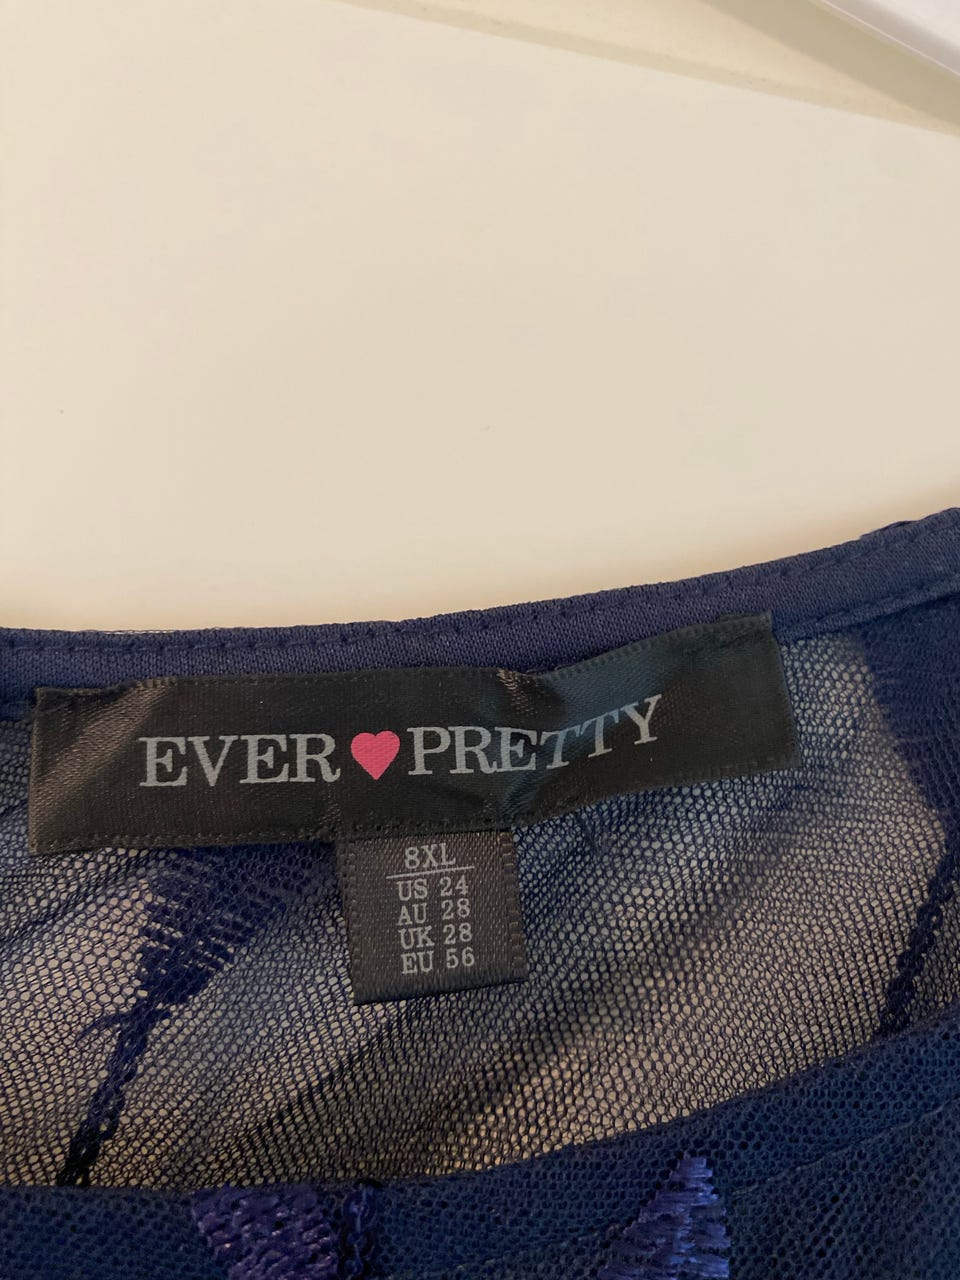 EVER PRETTY
8XL
US 24
AU 28
UK 28
EU 56